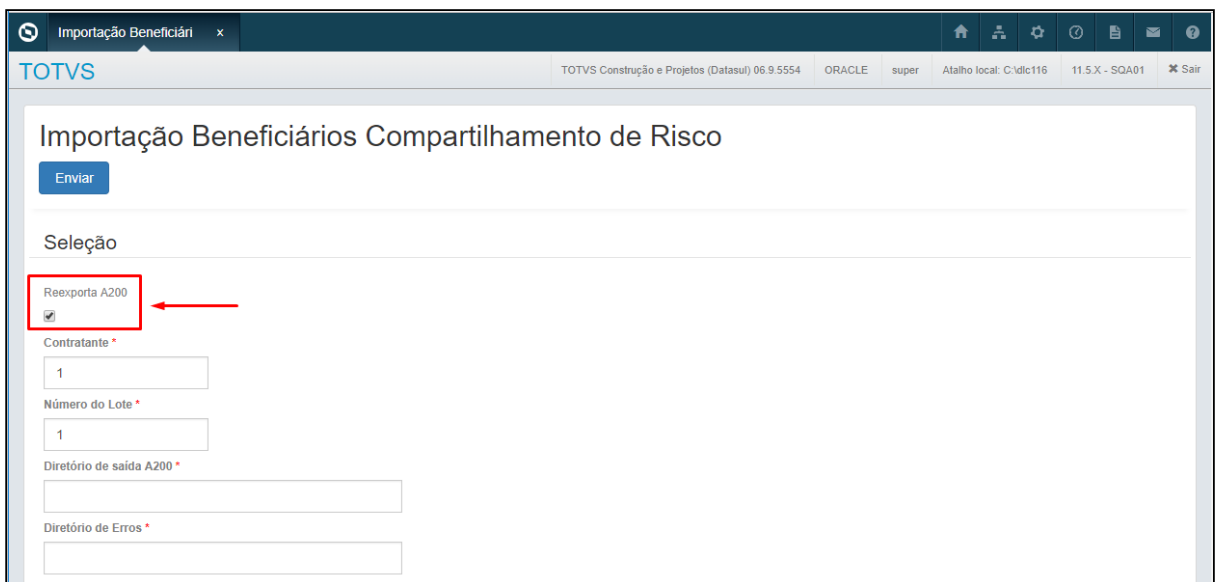 Importação Beneficiári x
TOTVS
TOTVS Construção e Projetos (Datasul) 06.9.5554 ORACLE super Atalho local: C:\dlc116 11.5.X - SQA01 ✖ Sair
Importação Beneficiários Compartilhamento de Risco
Enviar
Seleção
Reexporta A200
Contratante *
1
Número do Lote *
1
Diretório de saída A200 *
Diretório de Erros *